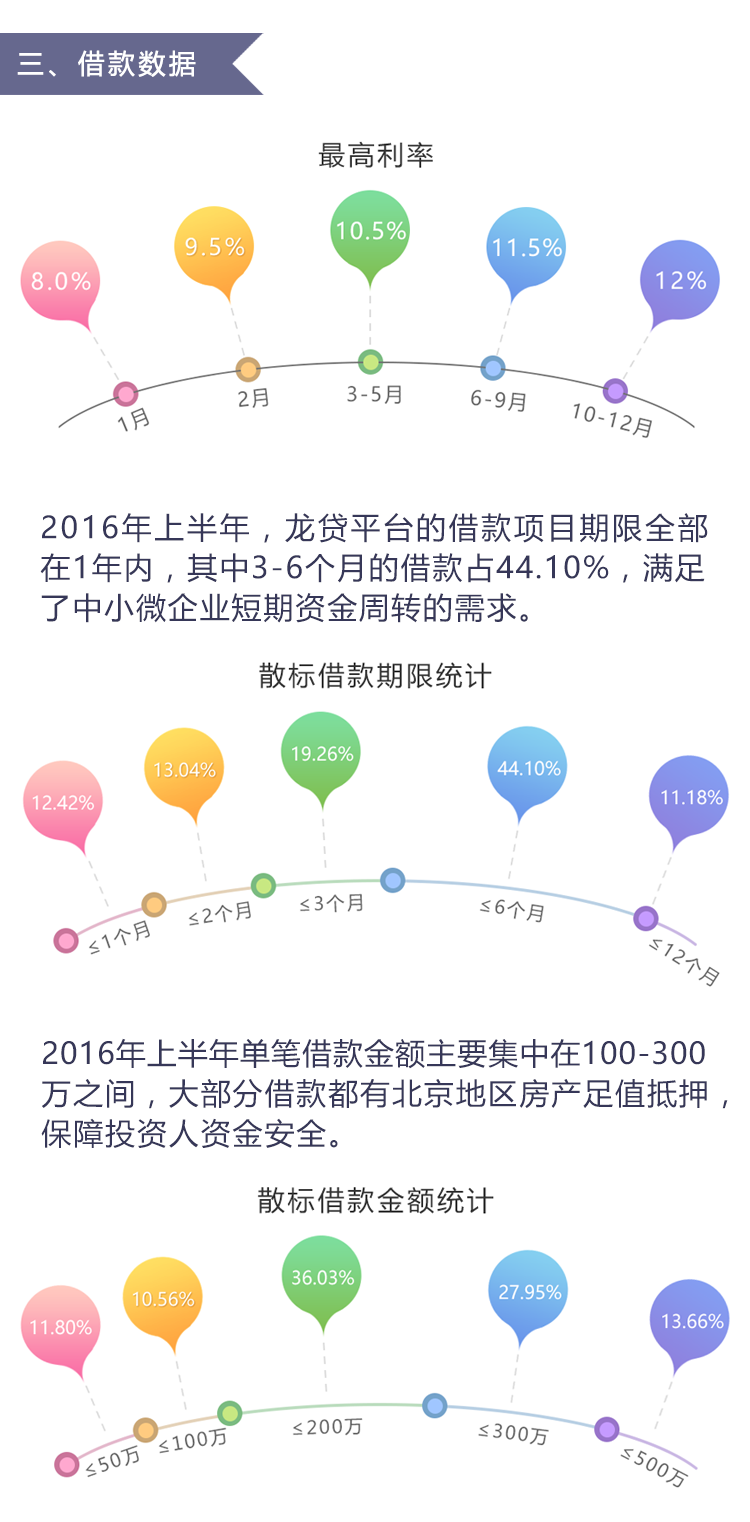 三、借款数据
最高利率
8.0%
9.5%
10.5%
11.5%
12%
1月
2月
3-5月
6-9月
10-12月
2016年上半年，龙贷平台的借款项目期限全部
在1年内，其中3-6个月的借款占44.10%，满足
了中小微企业短期资金周转的需求。
散标借款期限统计
12.42%
13.04%
19.26%
44.10%
11.18%
≤1个月
≤2个月
≤3个月
≤6个月
≤12个月
2016年上半年单笔借款金额主要集中在100-300
万之间，大部分借款都有北京地区房产足值抵押，
保障投资人资金安全。
散标借款金额统计
11.80%
10.56%
36.03%
27.95%
13.66%
≤50万
≤100万
≤200万
≤300万
≤500万